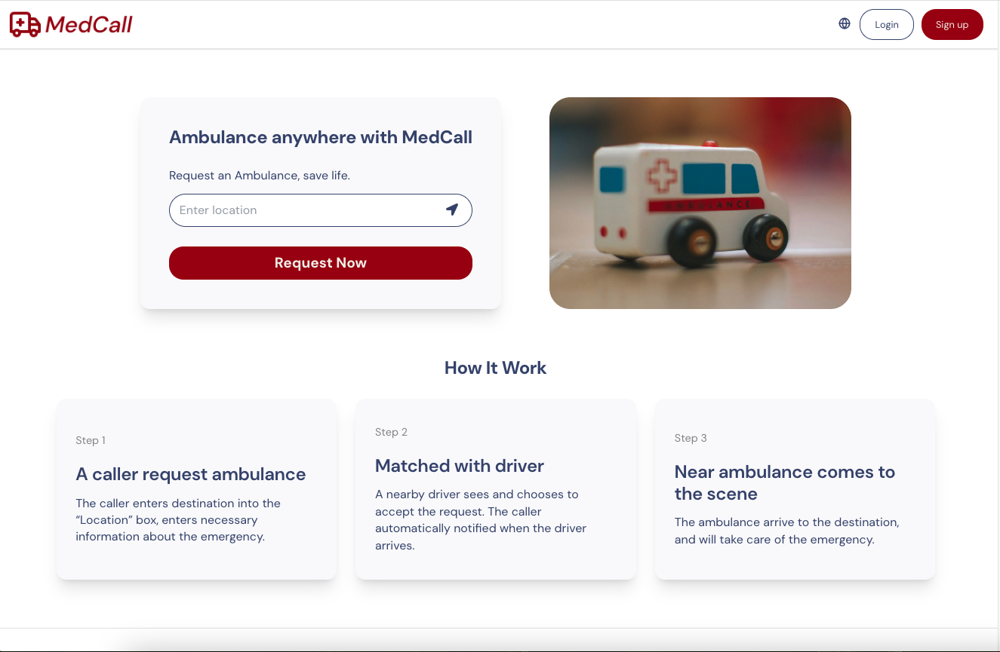 MedCall
Login
Sign up
Ambulance anywhere with MedCall
Request an Ambulance, save life.
Enter location
Request Now
AMBULANCE
How It Work
Step 1
A caller request ambulance
The caller enters destination into the
“Location” box, enters necessary
information about the emergency.
Step 2
Matched with driver
A nearby driver sees and chooses to
accept the request. The caller
automatically notified when the driver
arrives.
Step 3
Near ambulance comes to
the scene
The ambulance arrive to the destination,
and will take care of the emergency.